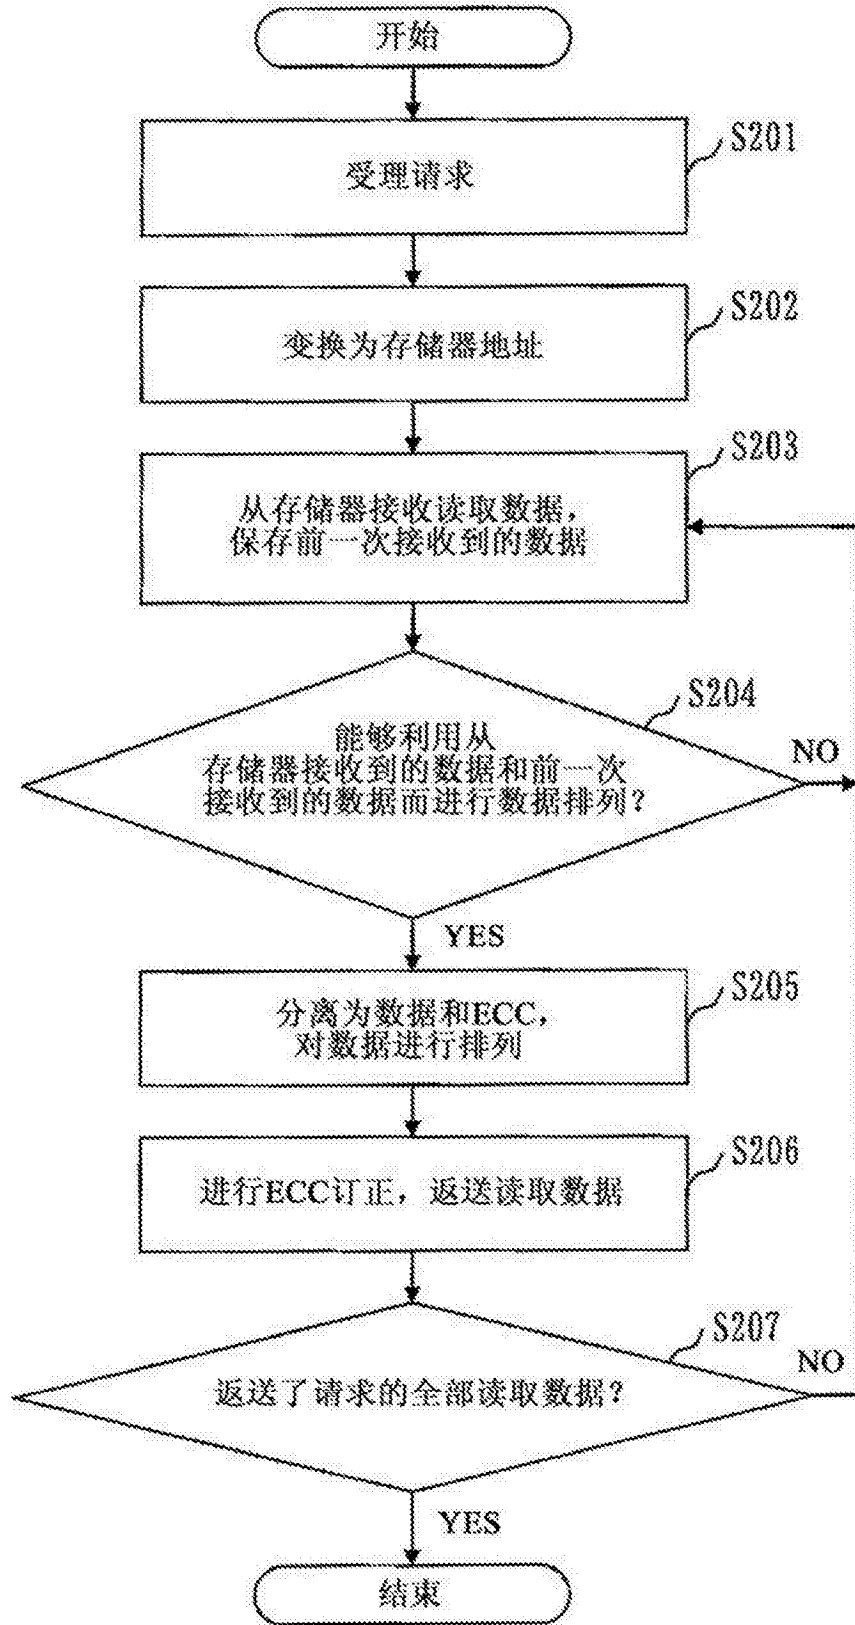 开始
S201
受理请求
S202
变换为存储器地址
S203
从存储器接收读取数据，
保存前一次接收到的数据
S204
能够利用从
存储器接收到的数据和前一次
接收到的数据而进行数据排列？
NO
YES
S205
分离为数据和ECC，
对数据进行排列
S206
进行ECC订正，返送读取数据
S207
返送了请求的全部读取数据？
NO
YES
结束